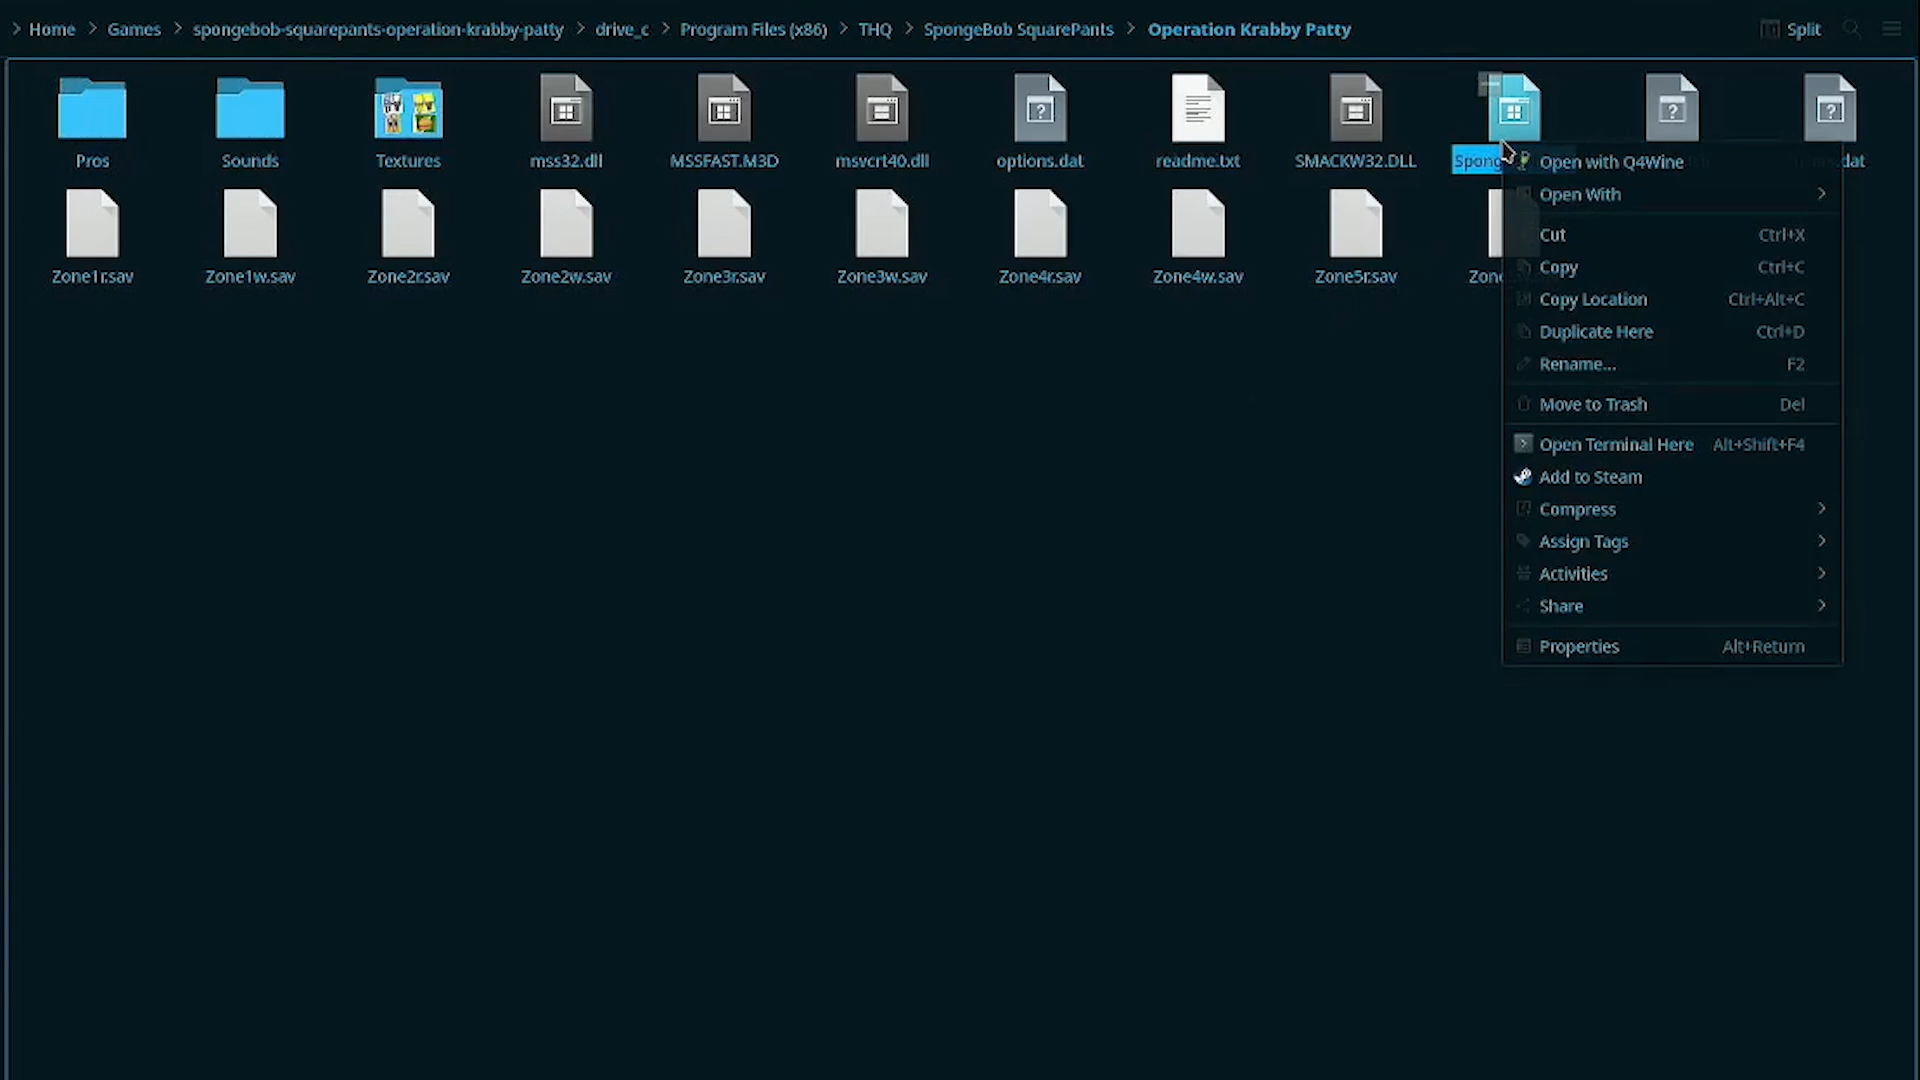 Home Games spongebob-squarepants-operation-krabby-patty drive_c Program Files (x86) THQ SpongeBob SquarePants Operation Krabby Patty Split
Pros Sounds Textures mss32.dll MSSFAST.M3D msvcrt40.dll options.dat readme.txt SMACKW32.DLL Spong .dat
Zone1r.sav Zone1w.sav Zone2r.sav Zone2w.sav Zone3r.sav Zone3w.sav Zone4r.sav Zone4w.sav Zone5r.sav Zone
Open with Q4Wine
Open With
Cut Ctrl+X
Copy Ctrl+C
Copy Location Ctrl+Alt+C
Duplicate Here Ctrl+D
Rename... F2
Move to Trash Del
Open Terminal Here Alt+Shift+F4
Add to Steam
Compress
Assign Tags
Activities
Share
Properties Alt+Return